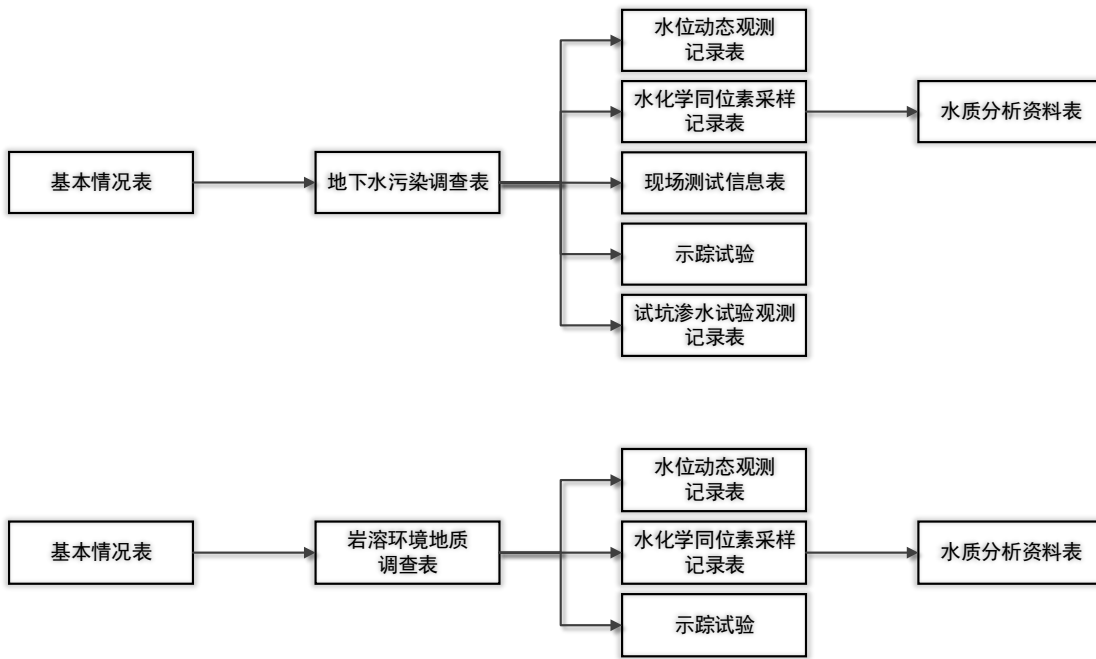 基本情况表
地下水污染调查表
水位动态观测
记录表
水化学同位素采样
记录表
现场测试信息表
示踪试验
试坑渗水试验观测
记录表
水质分析资料表
基本情况表
岩溶环境地质
调查表
水位动态观测
记录表
水化学同位素采样
记录表
示踪试验
水质分析资料表